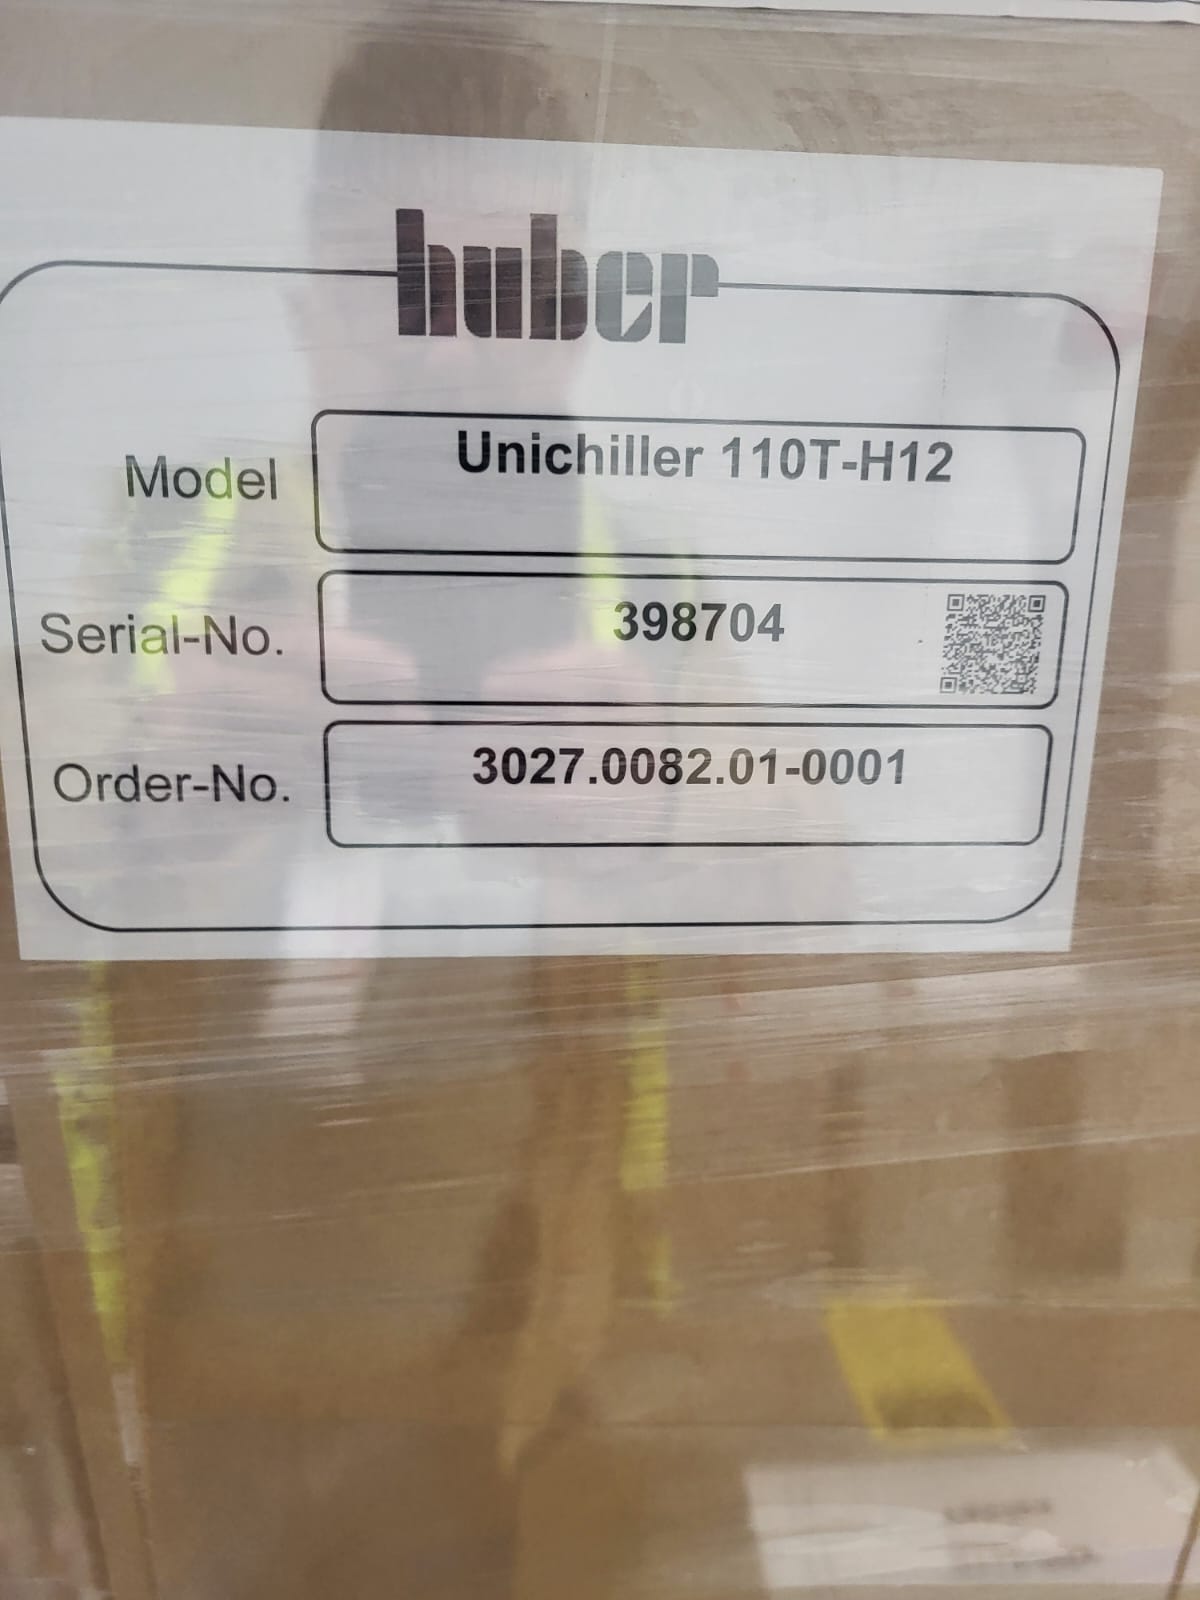 huber
Model Unichiller 110T-H12
Serial-No. 398704
Order-No. 3027.0082.01-0001